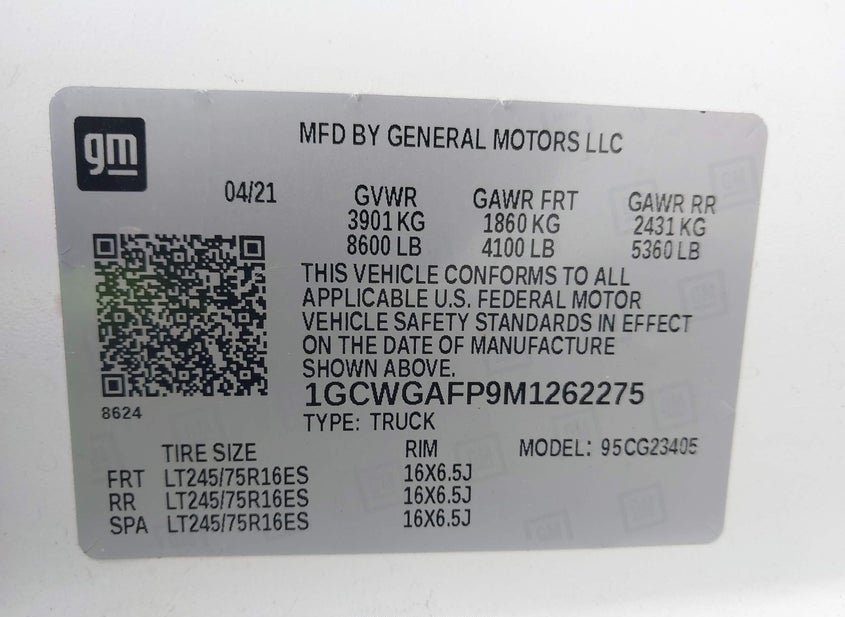 gm
MFD BY GENERAL MOTORS LLC
04/21 GVWR GAWR FRT GAWR RR
3901 KG 1860 KG 2431 KG
8600 LB 4100 LB 5360 LB
THIS VEHICLE CONFORMS TO ALL
APPLICABLE U.S. FEDERAL MOTOR
VEHICLE SAFETY STANDARDS IN EFFECT
ON THE DATE OF MANUFACTURE
SHOWN ABOVE.
1GCWGAFP9M1262275
8624
TYPE: TRUCK
TIRE SIZE RIM MODEL: 95CG23405
FRT LT245/75R16ES 16X6.5J
RR LT245/75R16ES 16X6.5J
SPA LT245/75R16ES 16X6.5J